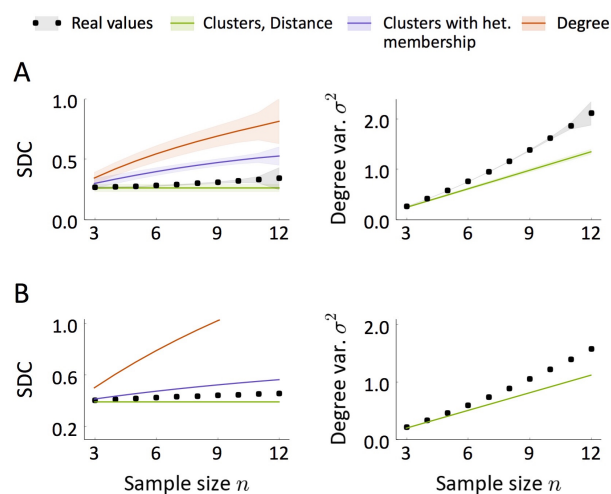 Real values
Clusters, Distance
Clusters with het.
membership
Degree
A
SDC
1.0
0.5
0.0
3 6 9 12
Degree var. σ²
2.0
1.0
0.0
3 6 9 12
B
SDC
1.0
0.6
0.2
3 6 9 12
Sample size n
Degree var. σ²
2.0
1.0
0.0
3 6 9 12
Sample size n